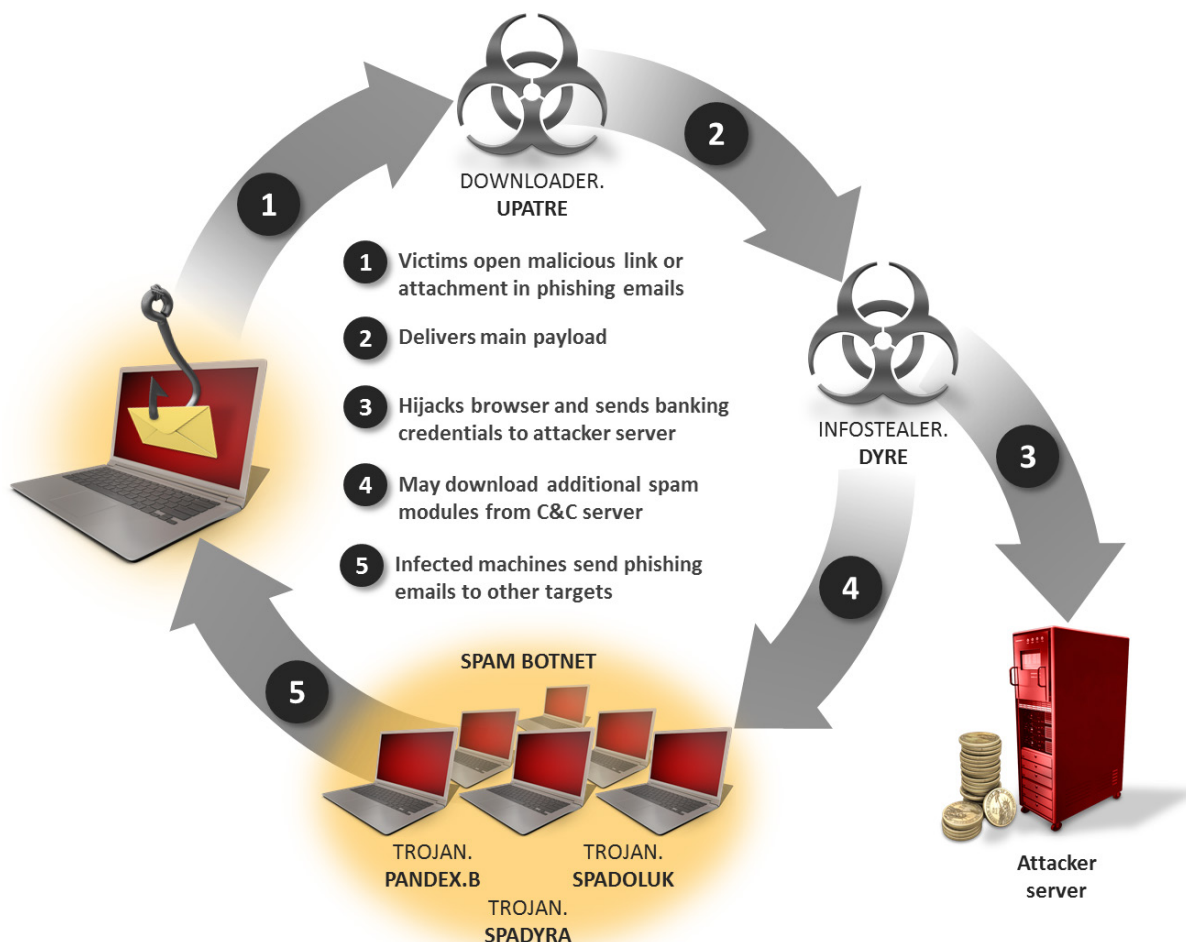 1
2
DOWNLOADER.
UPATRE
1 Victims open malicious link or
attachment in phishing emails
2 Delivers main payload
3 Hijacks browser and sends banking
credentials to attacker server
4 May download additional spam
modules from C&C server
5 Infected machines send phishing
emails to other targets
INFOSTEALER.
DYRE
3
4
5
SPAM BOTNET
TROJAN.
PANDEX.B
TROJAN.
SPADOLUK
TROJAN.
SPADYRA
Attacker
server